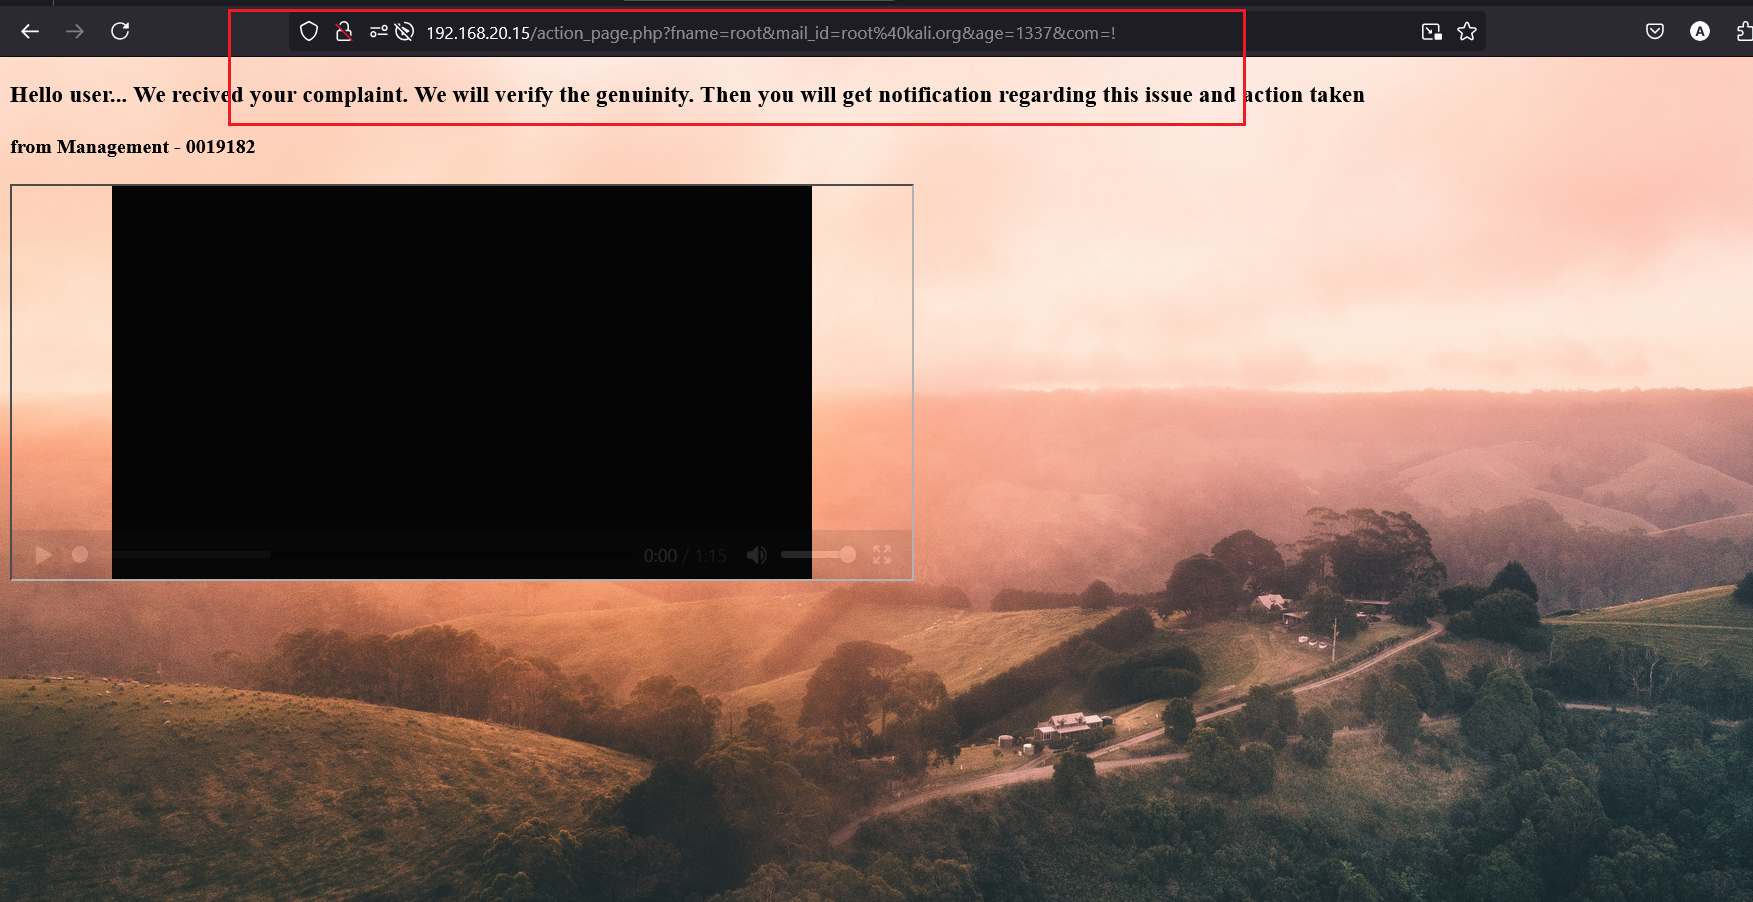 192.168.20.15/action_page.php?fname=root&mail_id=root%40kali.org&age=1337&com=!
A
Hello user... We recived your complaint. We will verify the genuinity. Then you will get notification regarding this issue and action taken
from Management - 0019182
0:00 / 1:15